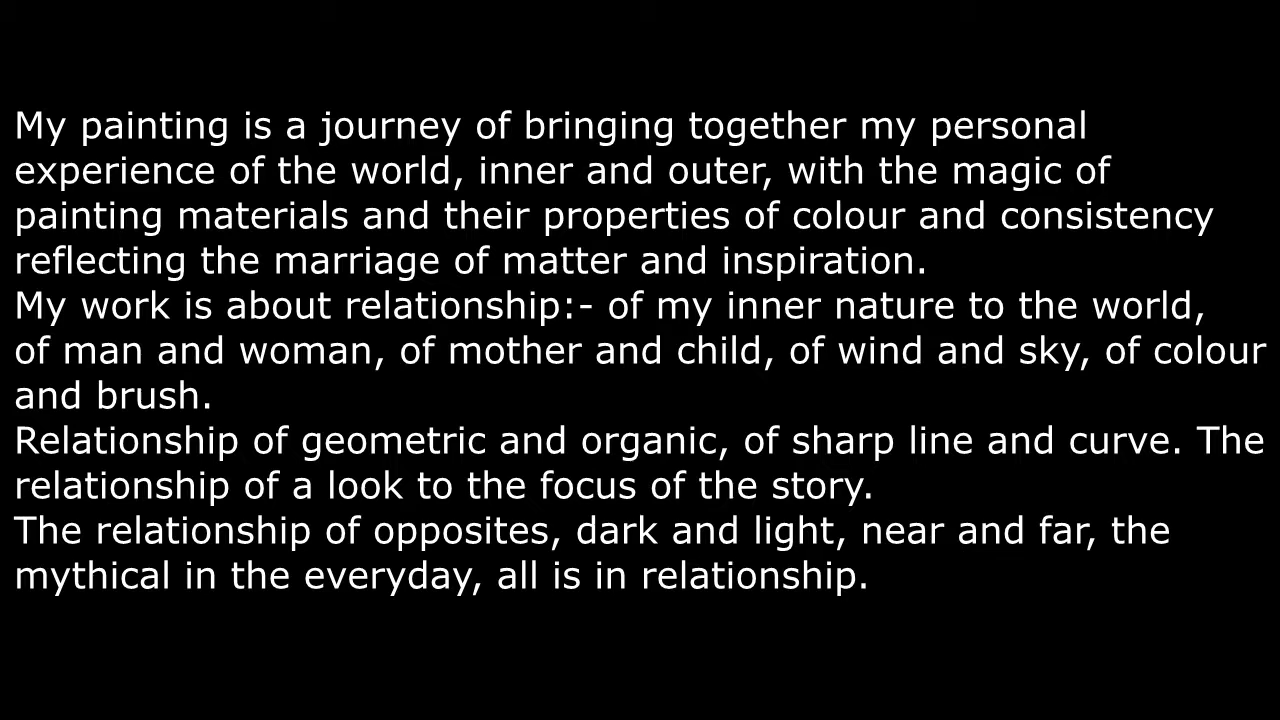 My painting is a journey of bringing together my personal
experience of the world, inner and outer, with the magic of
painting materials and their properties of colour and consistency
reflecting the marriage of matter and inspiration.
My work is about relationship:- of my inner nature to the world,
of man and woman, of mother and child, of wind and sky, of colour
and brush.
Relationship of geometric and organic, of sharp line and curve. The
relationship of a look to the focus of the story.
The relationship of opposites, dark and light, near and far, the
mythical in the everyday, all is in relationship.